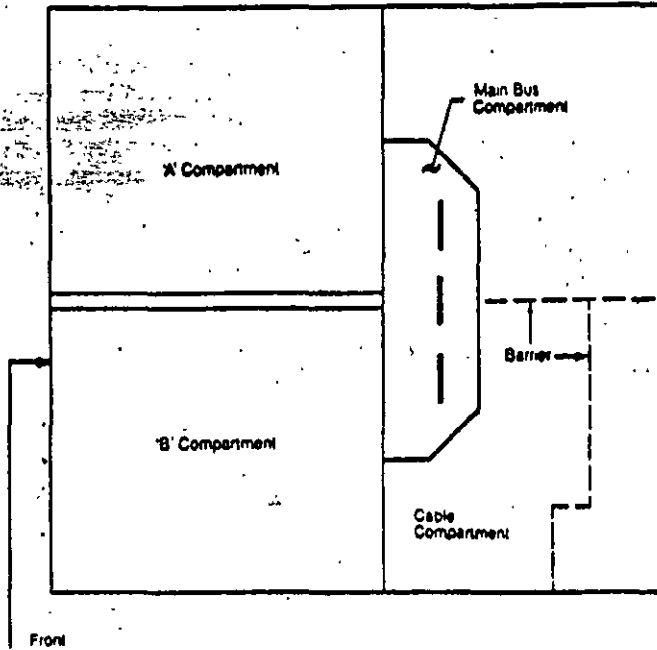 Main Bus
Compartment
'A' Compartment
Barrier
'B' Compartment
Cable
Compartment
Front